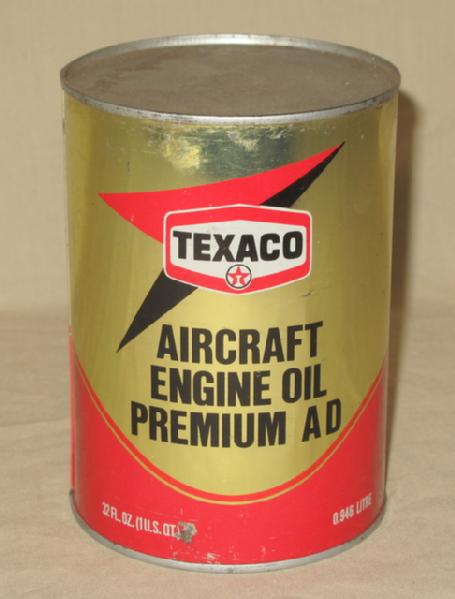 TEXACO
T
AIRCRAFT
ENGINE OIL
PREMIUM AD
32 FL. OZ. (1 U.S. QT.)
0.946 LITRE